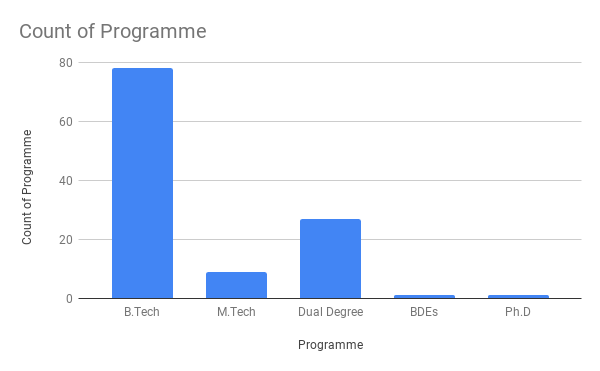 Count of Programme
80
60
40
20
0
Count of Programme
B.Tech
M.Tech
Dual Degree
BDEs
Ph.D
Programme